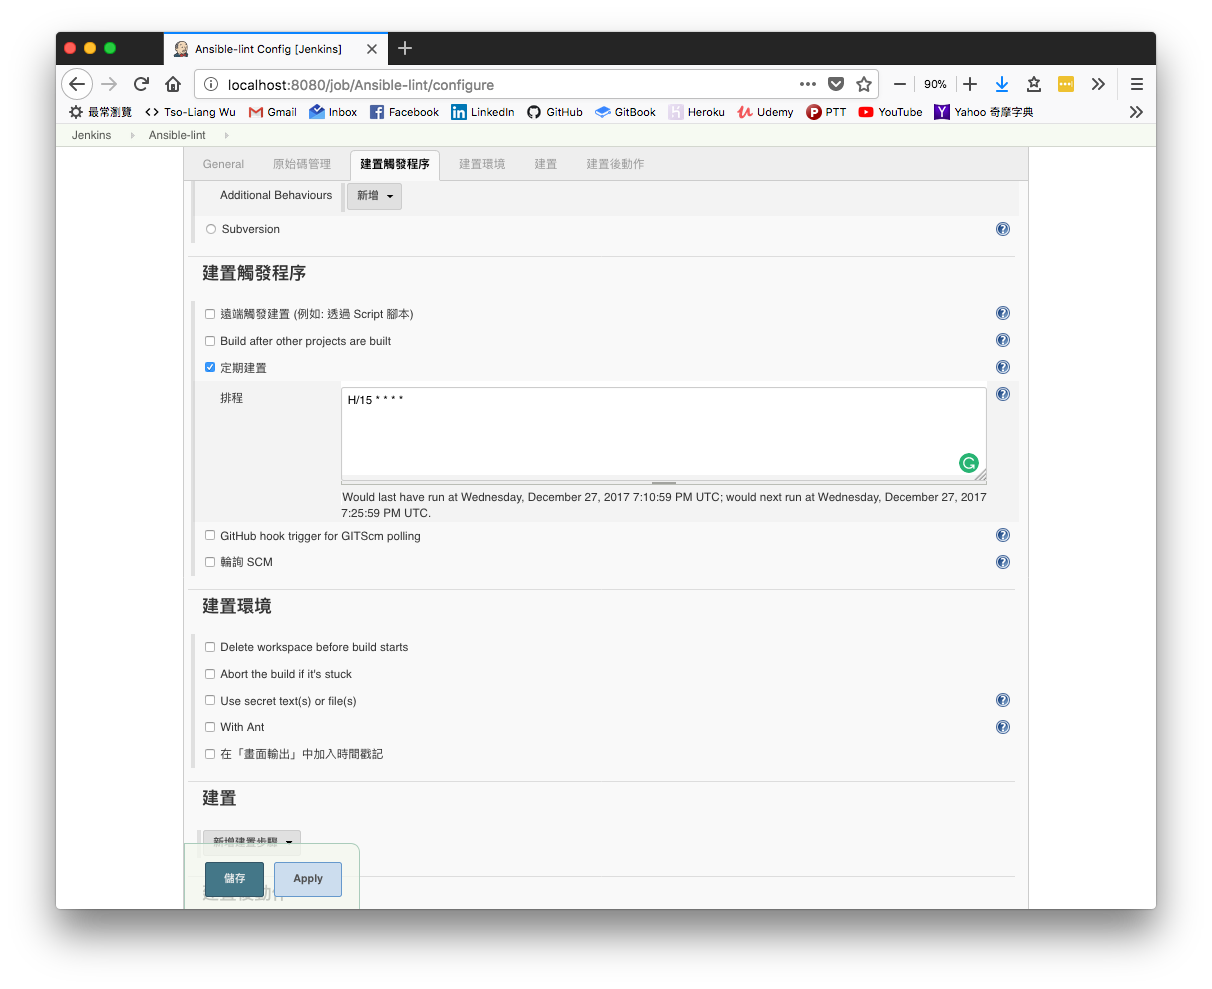 Ansible-lint Config [Jenkins]
localhost:8080/job/Ansible-lint/configure
90%
最常瀏覽 Tso-Liang Wu Gmail Inbox Facebook LinkedIn GitHub GitBook Heroku Udemy PTT YouTube Yahoo 奇摩字典
Jenkins Ansible-lint
General 原始碼管理 建置觸發程序 建置環境 建置 建置後動作
Additional Behaviours 新增
Subversion
建置觸發程序
遠端觸發建置 (例如: 透過 Script 腳本)
Build after other projects are built
定期建置
排程 H/15 * * * *
Would last have run at Wednesday, December 27, 2017 7:10:59 PM UTC; would next run at Wednesday, December 27, 2017
7:25:59 PM UTC.
GitHub hook trigger for GITScm polling
輪詢 SCM
建置環境
Delete workspace before build starts
Abort the build if it's stuck
Use secret text(s) or file(s)
With Ant
在「畫面輸出」中加入時間戳記
建置
新增建置步驟
儲存 Apply
建置後動作